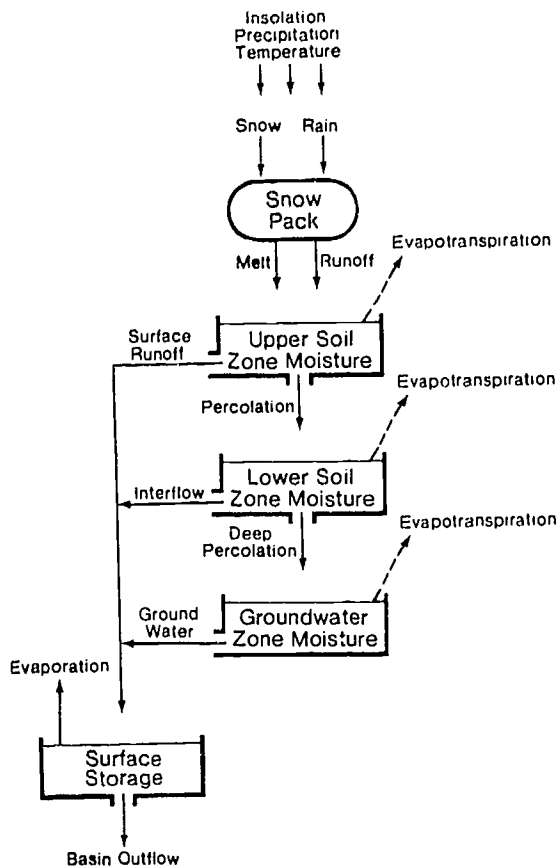 Insolation
Precipitation
Temperature
Snow
Rain
Snow
Pack
Melt
Runoff
Evapotranspiration
Surface
Runoff
Upper Soil
Zone Moisture
Percolation
Evapotranspiration
Interflow
Lower Soil
Zone Moisture
Deep
Percolation
Evapotranspiration
Ground
Water
Groundwater
Zone Moisture
Evaporation
Surface
Storage
Basin Outflow